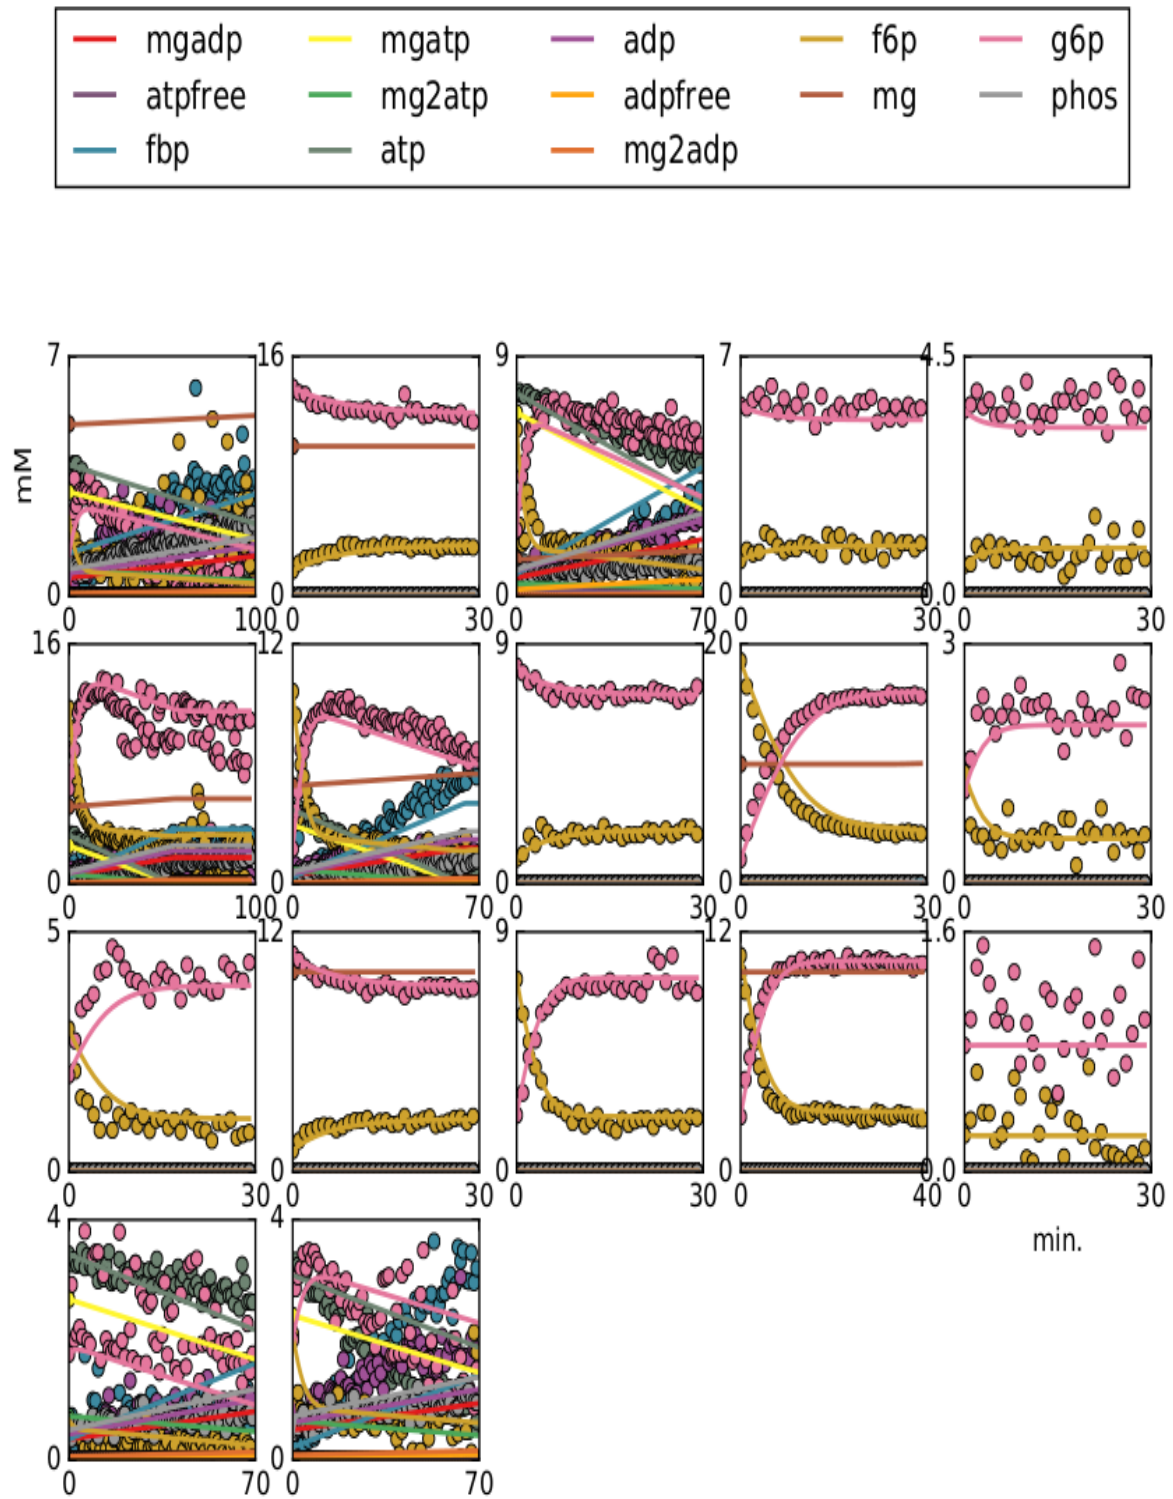 mgadp mgatp adp f6p g6p
atpfree mg2atp adpfree mg phos
fbp atp mg2adp
mM
7 16 9 7 4.5
0 0 0 0 0.0
0 100 0 30 0 70 0 30 0 30
16 12 9 20 3
0 0 0 0 0
0 100 0 70 0 30 0 30 0 30
5 12 9 12 1.6
0 0 0 0 0.0
0 30 0 30 0 30 0 40 0 30
min.
4 4
0 0
0 70 0 70